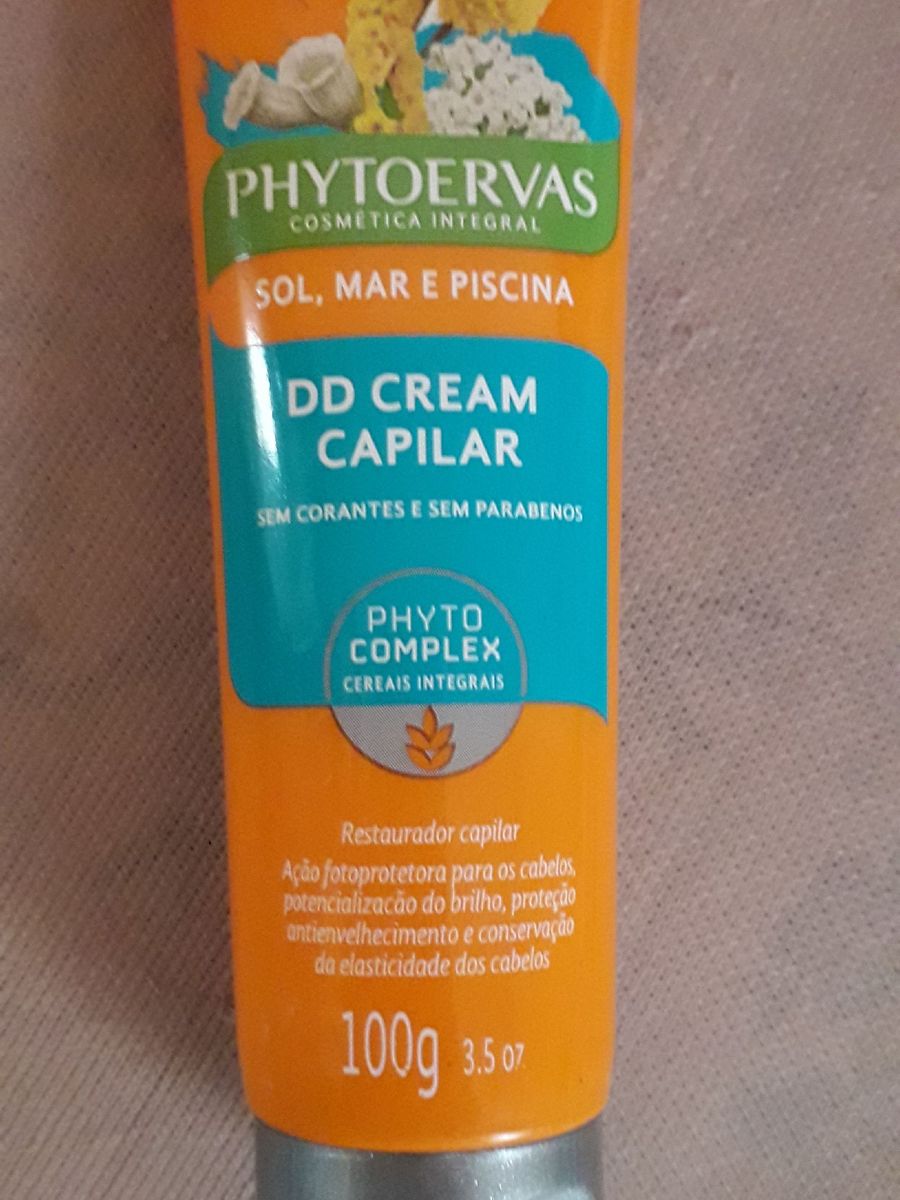 PHYTOERVAS
COSMÉTICA INTEGRAL
SOL, MAR E PISCINA
DD CREAM
CAPILAR
SEM CORANTES E SEM PARABENOS
PHYTO
COMPLEX
CEREAIS INTEGRAIS
Restaurador capilar
Ação fotoprotetora para os cabelos,
potencialização do brilho, proteção
antienvelhecimento e conservação
da elasticidade dos cabelos
100g 3.5 oz